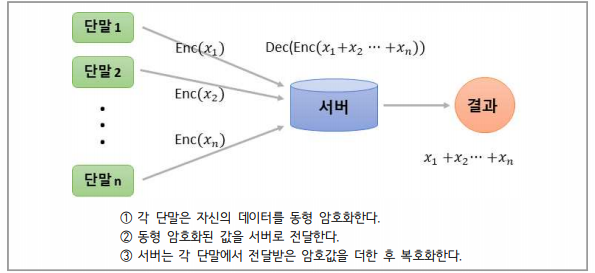 단말 1
Enc(x₁)
Dec(Enc(x₁+x₂ ⋯ +xₙ))
단말 2
Enc(x₂)
서버
결과
Enc(xₙ)
x₁ +x₂⋯ +xₙ
단말 n
① 각 단말은 자신의 데이터를 동형 암호화한다.
② 동형 암호화된 값을 서버로 전달한다.
③ 서버는 각 단말에서 전달받은 암호값을 더한 후 복호화한다.